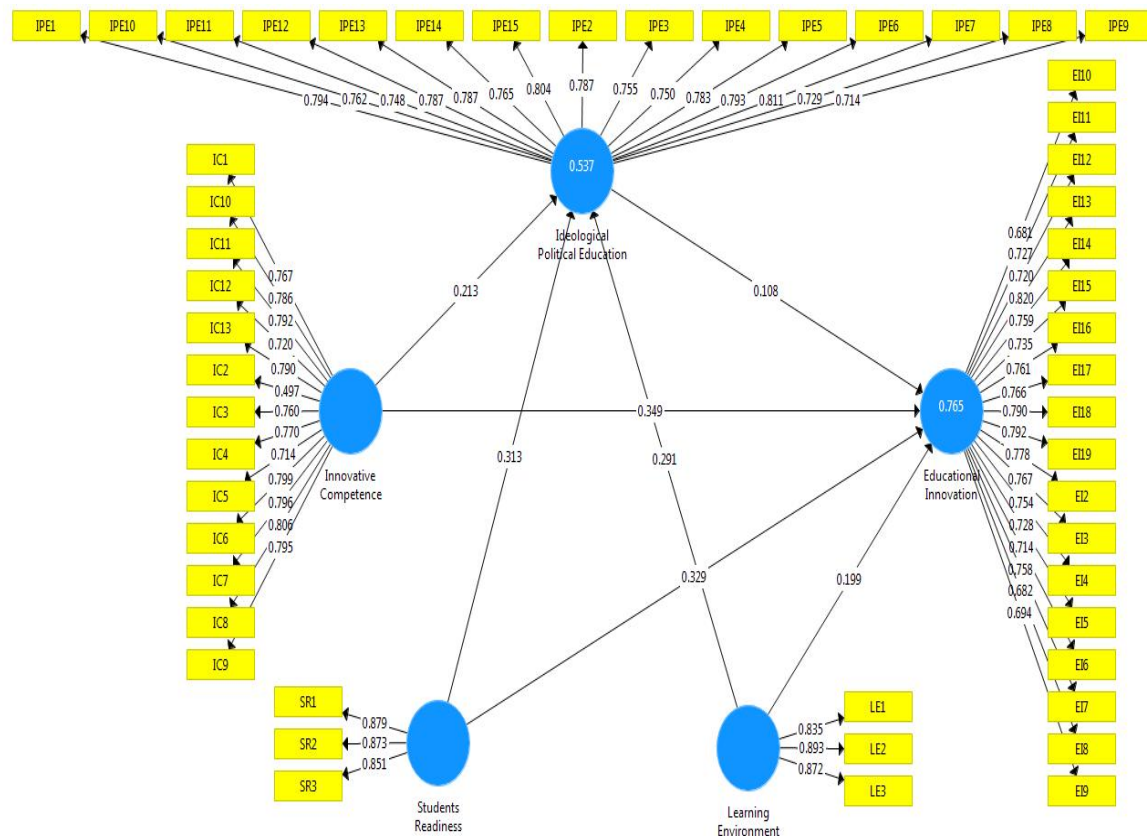 IPE1 IPE10 IPE11 IPE12 IPE13 IPE14 IPE15 IPE2 IPE3 IPE4 IPE5 IPE6 IPE7 IPE8 IPE9
0.794 0.762 0.748 0.787 0.787 0.765 0.804 0.787 0.755 0.750 0.783 0.793 0.811 0.729 0.714
0.537
Ideological
Political Education
IC1
IC10
IC11
IC12
IC13
IC2
IC3
IC4
IC5
IC6
IC7
IC8
IC9
0.767
0.786
0.792
0.720
0.790
0.497
0.760
0.770
0.714
0.799
0.796
0.806
0.795
Innovative
Competence
0.213
0.108
0.349
0.313
0.291
0.329
0.199
EI10
EI11
EI12
EI13
EI14
EI15
EI16
EI17
EI18
EI19
EI2
EI3
EI4
EI5
EI6
EI7
EI8
EI9
0.681
0.727
0.720
0.820
0.759
0.735
0.761
0.766
0.790
0.792
0.778
0.767
0.754
0.728
0.714
0.758
0.682
0.694
0.765
Educational
Innovation
SR1
SR2
SR3
0.879
0.873
0.851
Students
Readiness
LE1
LE2
LE3
0.835
0.893
0.872
Learning
Environment